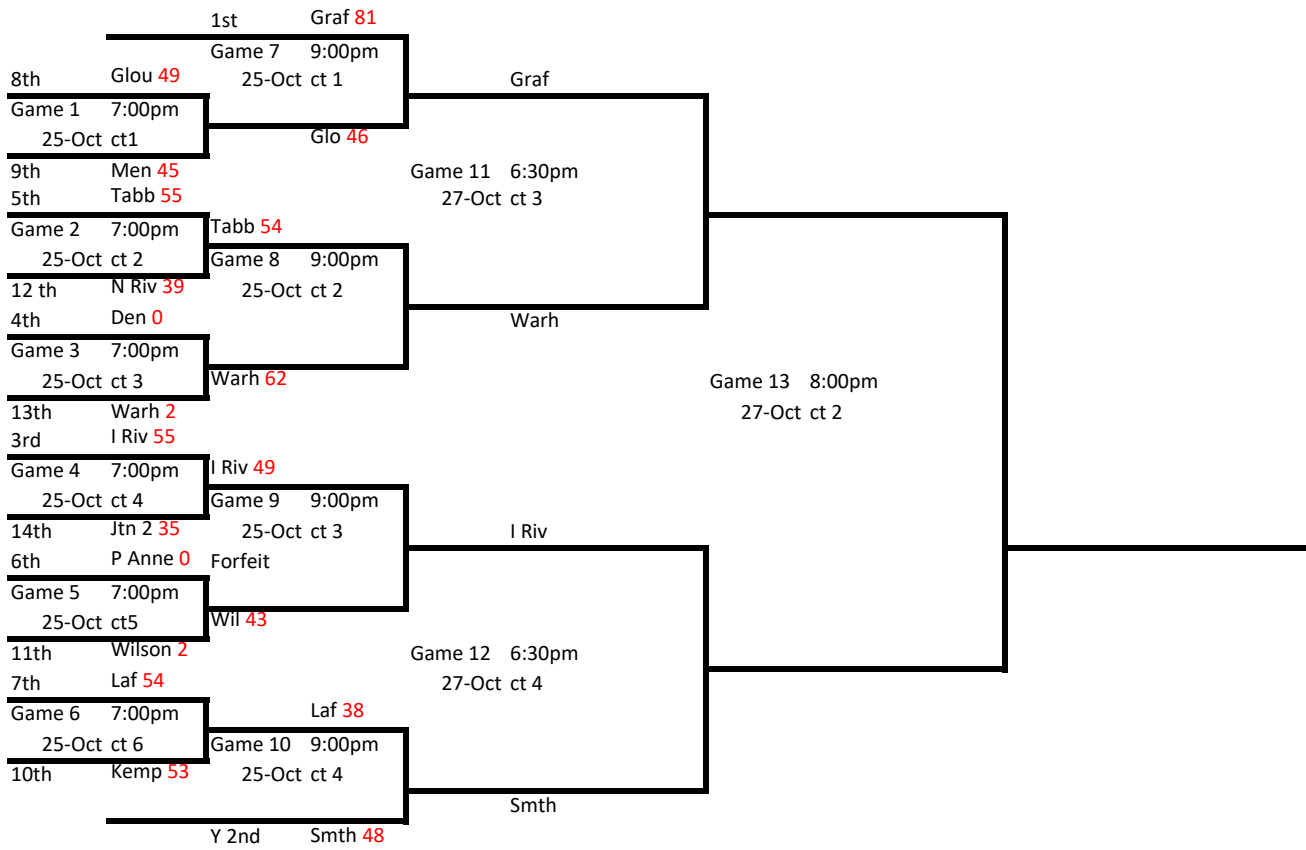 1st Graf 81
Game 7 9:00pm
8th Glou 49 25-Oct ct 1 Graf
Game 1 7:00pm
25-Oct ct1 Glo 46
9th Men 45 Game 11 6:30pm
5th Tabb 55 27-Oct ct 3
Game 2 7:00pm Tabb 54
25-Oct ct 2 Game 8 9:00pm
12 th N Riv 39 25-Oct ct 2
4th Den 0 Warh
Game 3 7:00pm
25-Oct ct 3 Warh 62 Game 13 8:00pm
13th Warh 2 27-Oct ct 2
3rd I Riv 55
Game 4 7:00pm I Riv 49
25-Oct ct 4 Game 9 9:00pm
14th Jtn 2 35 25-Oct ct 3 I Riv
6th P Anne 0 Forfeit
Game 5 7:00pm
25-Oct ct5 Wil 43
11th Wilson 2 Game 12 6:30pm
7th Laf 54 27-Oct ct 4
Game 6 7:00pm Laf 38
25-Oct ct 6 Game 10 9:00pm
10th Kemp 53 25-Oct ct 4
Smth
Y 2nd Smth 48